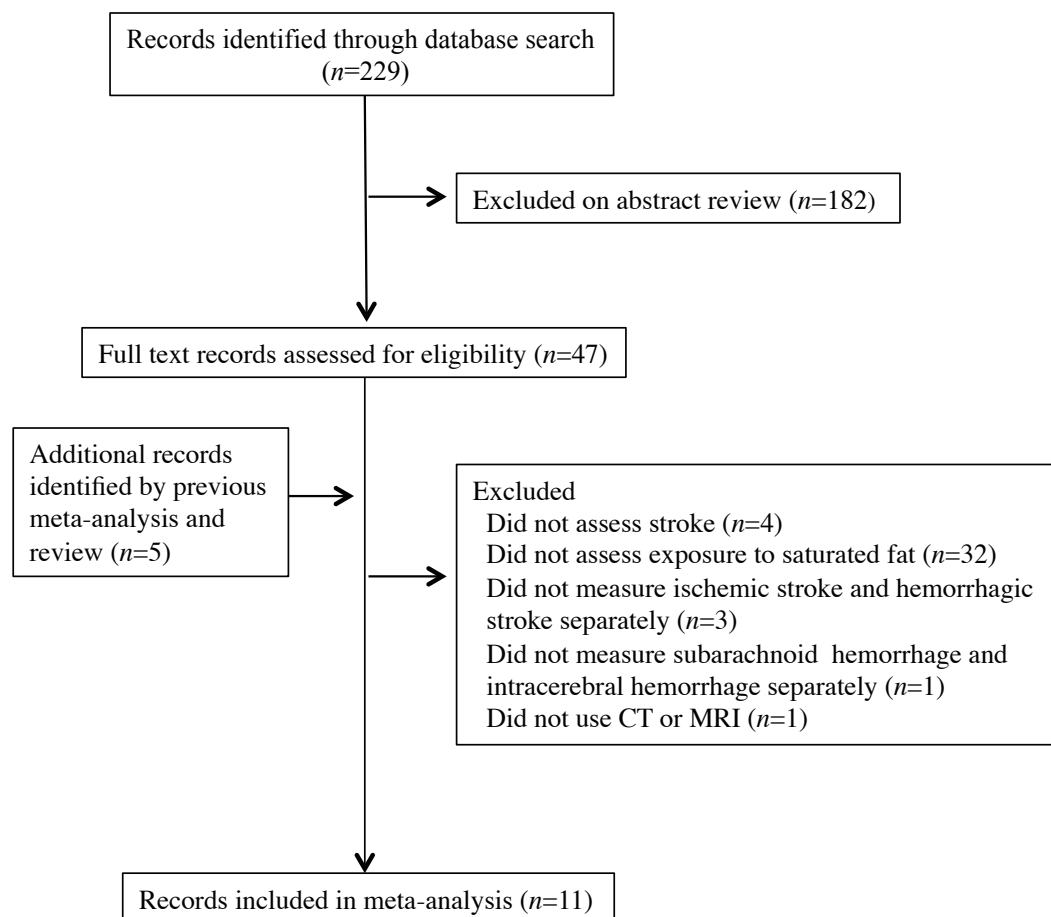 Records identified through database search
(n=229)
Excluded on abstract review (n=182)
Full text records assessed for eligibility (n=47)
Additional records
identified by previous
meta-analysis and
review (n=5)
Excluded
Did not assess stroke (n=4)
Did not assess exposure to saturated fat (n=32)
Did not measure ischemic stroke and hemorrhagic
stroke separately (n=3)
Did not measure subarachnoid hemorrhage and
intracerebral hemorrhage separately (n=1)
Did not use CT or MRI (n=1)
Records included in meta-analysis (n=11)